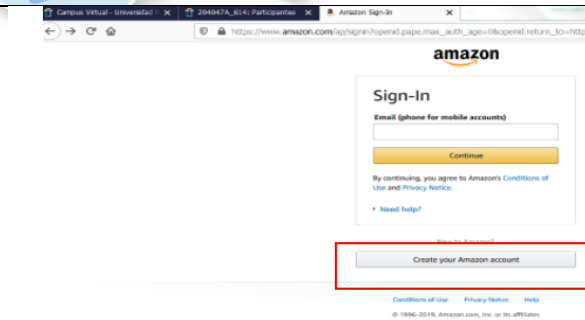 Campus Virtual - Universidad
204047A_614: Participantes
Amazon Sign-In
https://www.amazon.com/ap/signin?openid.pape.max_auth_age=0&openid.return_to=http
amazon
Sign-In
Email (phone for mobile accounts)
Continue
By continuing, you agree to Amazon's Conditions of
Use and Privacy Notice.
Need help?
New to Amazon?
Create your Amazon account
Conditions of Use Privacy Notice Help
© 1996-2019, Amazon.com, Inc. or its affiliates